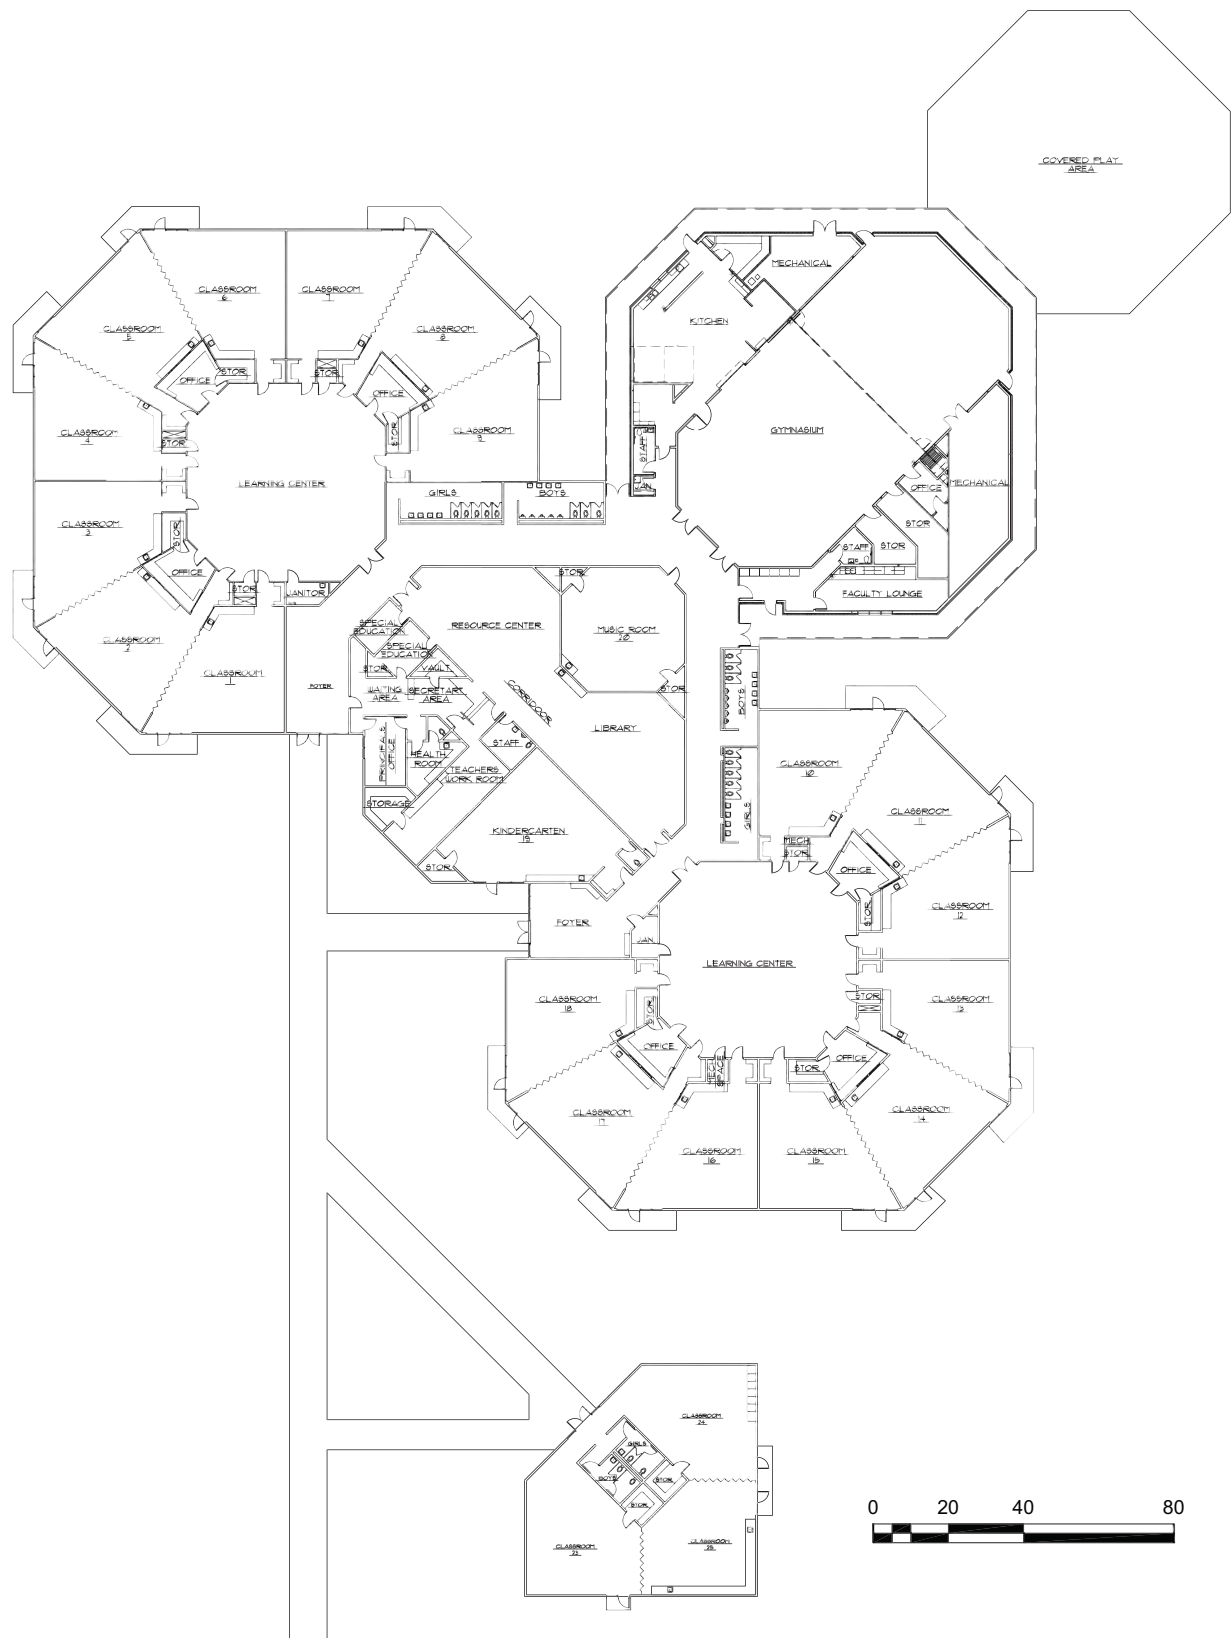 COVERED PLAY
AREA
CLASSROOM
6
CLASSROOM
7
CLASSROOM
5
CLASSROOM
8
OFFICE
STOR
STOR
OFFICE
CLASSROOM
4
STOR
STOR
CLASSROOM
9
LEARNING CENTER
CLASSROOM
3
STOR
OFFICE
CLASSROOM
2
STOR
JANITOR
CLASSROOM
1
FOYER
GIRLS
BOYS
MECHANICAL
KITCHEN
STAFF
JAN
GYMNASIUM
OFFICE
MECHANICAL
STOR
STOR
STAFF
FACULTY LOUNGE
STOR
RESOURCE CENTER
MUSIC ROOM
20
SPECIAL
EDUCATION
SPECIAL
EDUCATION
STOR
VAULT
WAITING
AREA
SECRETARY
AREA
CORRIDOOR
STOR
LIBRARY
PRINCIPALS
OFFICE
HEALTH
ROOM
STAFF
TEACHERS
WORK ROOM
STORAGE
KINDERGARTEN
19
STOR
BOYS
GIRLS
CLASSROOM
10
CLASSROOM
11
MECH
STOR
OFFICE
STOR
CLASSROOM
12
FOYER
JAN.
LEARNING CENTER
CLASSROOM
18
STOR
STOR
CLASSROOM
13
OFFICE
MECH
SPACE
STOR
OFFICE
CLASSROOM
17
CLASSROOM
14
CLASSROOM
16
CLASSROOM
15
CLASSROOM
24
GIRLS
BOYS
STOR
STOR
CLASSROOM
23
CLASSROOM
25
0 20 40 80